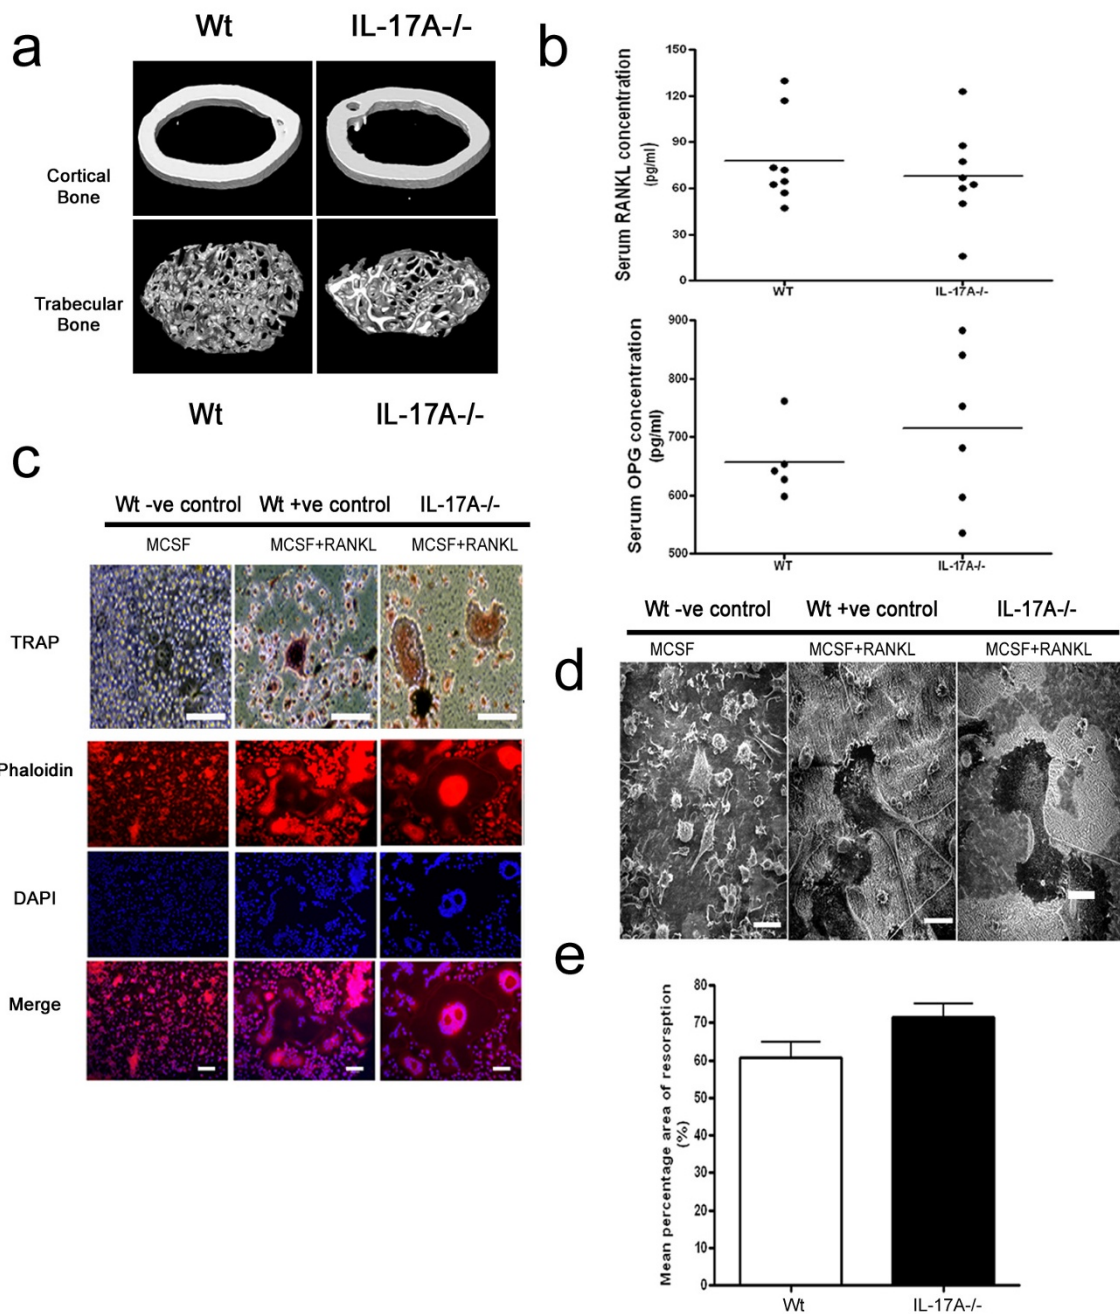 a
Wt
IL-17A-/-
Cortical
Bone
Trabecular
Bone
Wt
IL-17A-/-
b
Serum RANKL concentration
(pg/ml)
150
120
90
60
30
0
WT
IL-17A-/-
Serum OPG concentration
(pg/ml)
900
800
700
600
500
WT
IL-17A-/-
c
Wt -ve control
Wt +ve control
IL-17A-/-
MCSF
MCSF+RANKL
MCSF+RANKL
TRAP
Phaloidin
DAPI
Merge
d
Wt -ve control
Wt +ve control
IL-17A-/-
MCSF
MCSF+RANKL
MCSF+RANKL
e
Mean percentage area of resorsption
(%)
80
70
60
50
40
30
20
10
0
Wt
IL-17A-/-